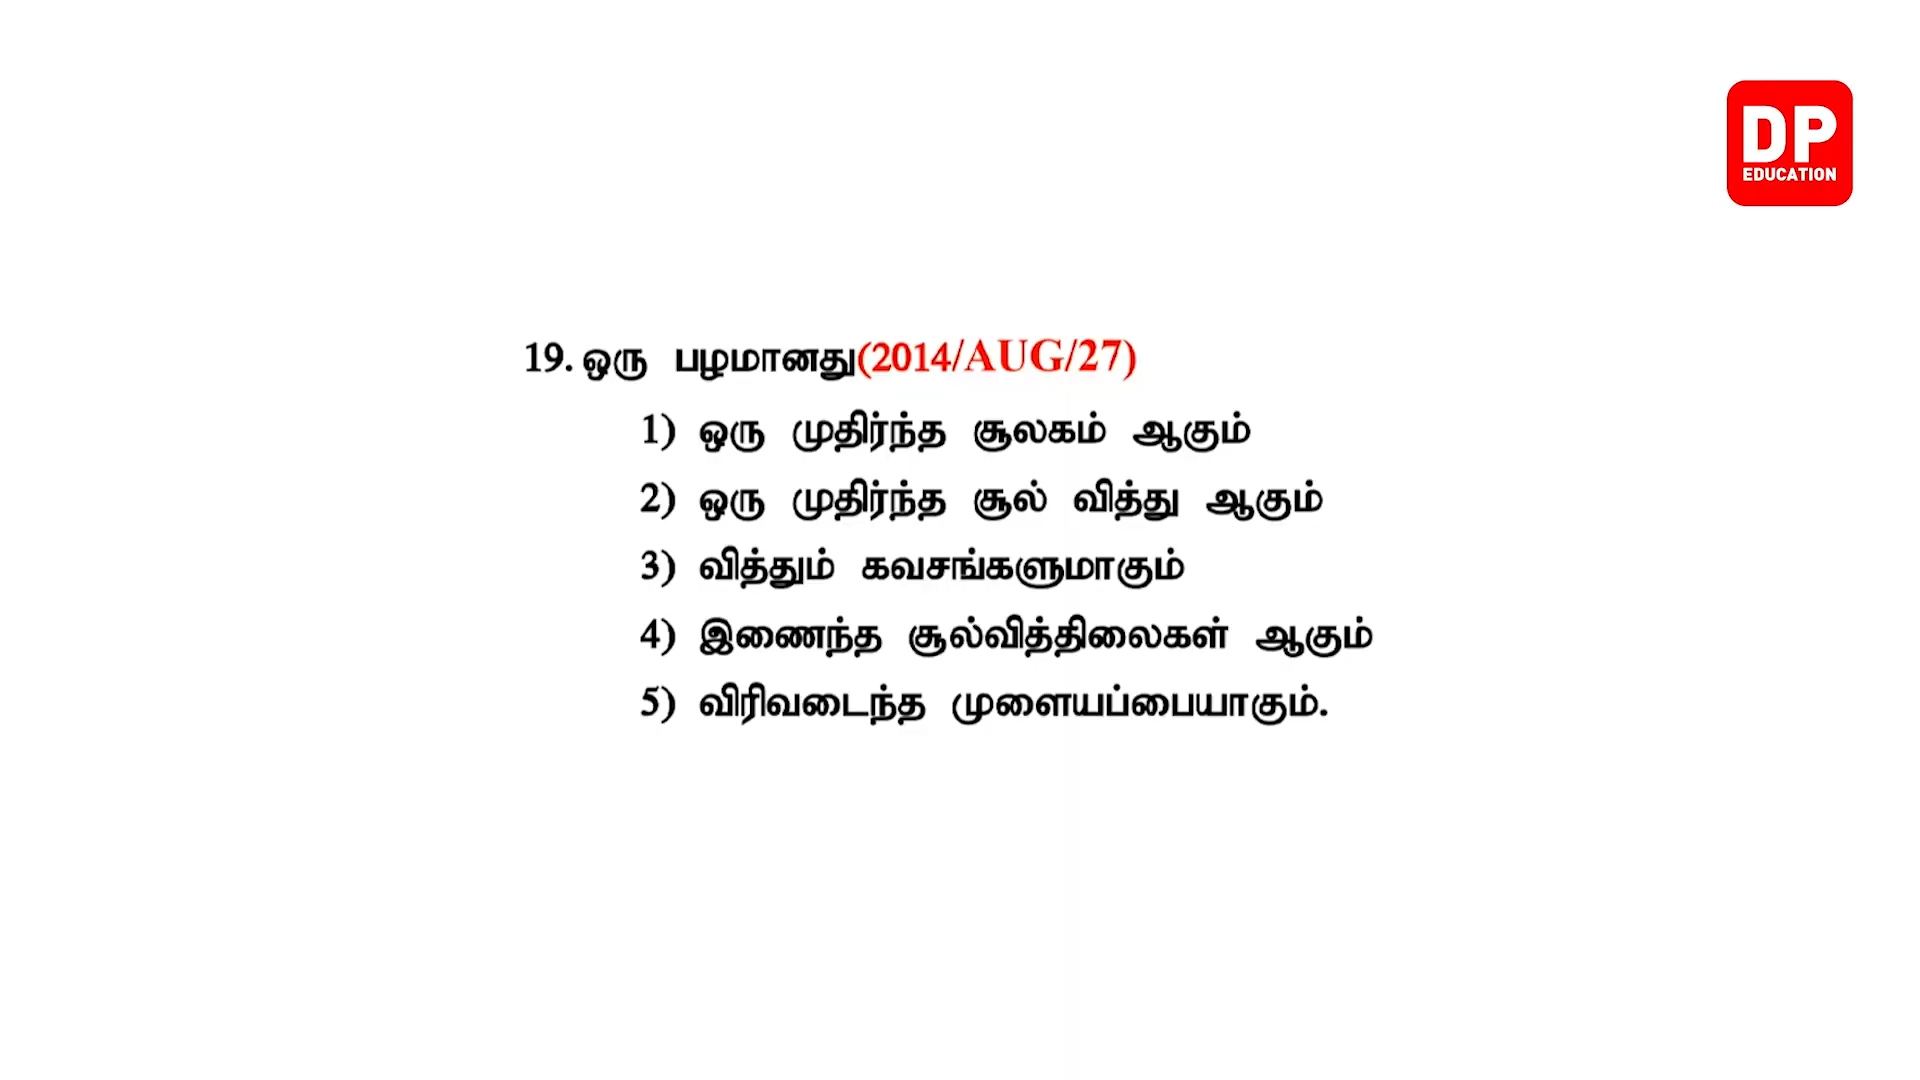 DP
EDUCATION
19. ஒரு பழமானது(2014/AUG/27)
1) ஒரு முதிர்ந்த சூலகம் ஆகும்
2) ஒரு முதிர்ந்த சூல் வித்து ஆகும்
3) வித்தும் கவசங்களுமாகும்
4) இணைந்த சூல்வித்திலைகள் ஆகும்
5) விரிவடைந்த முளையப்பையாகும்.